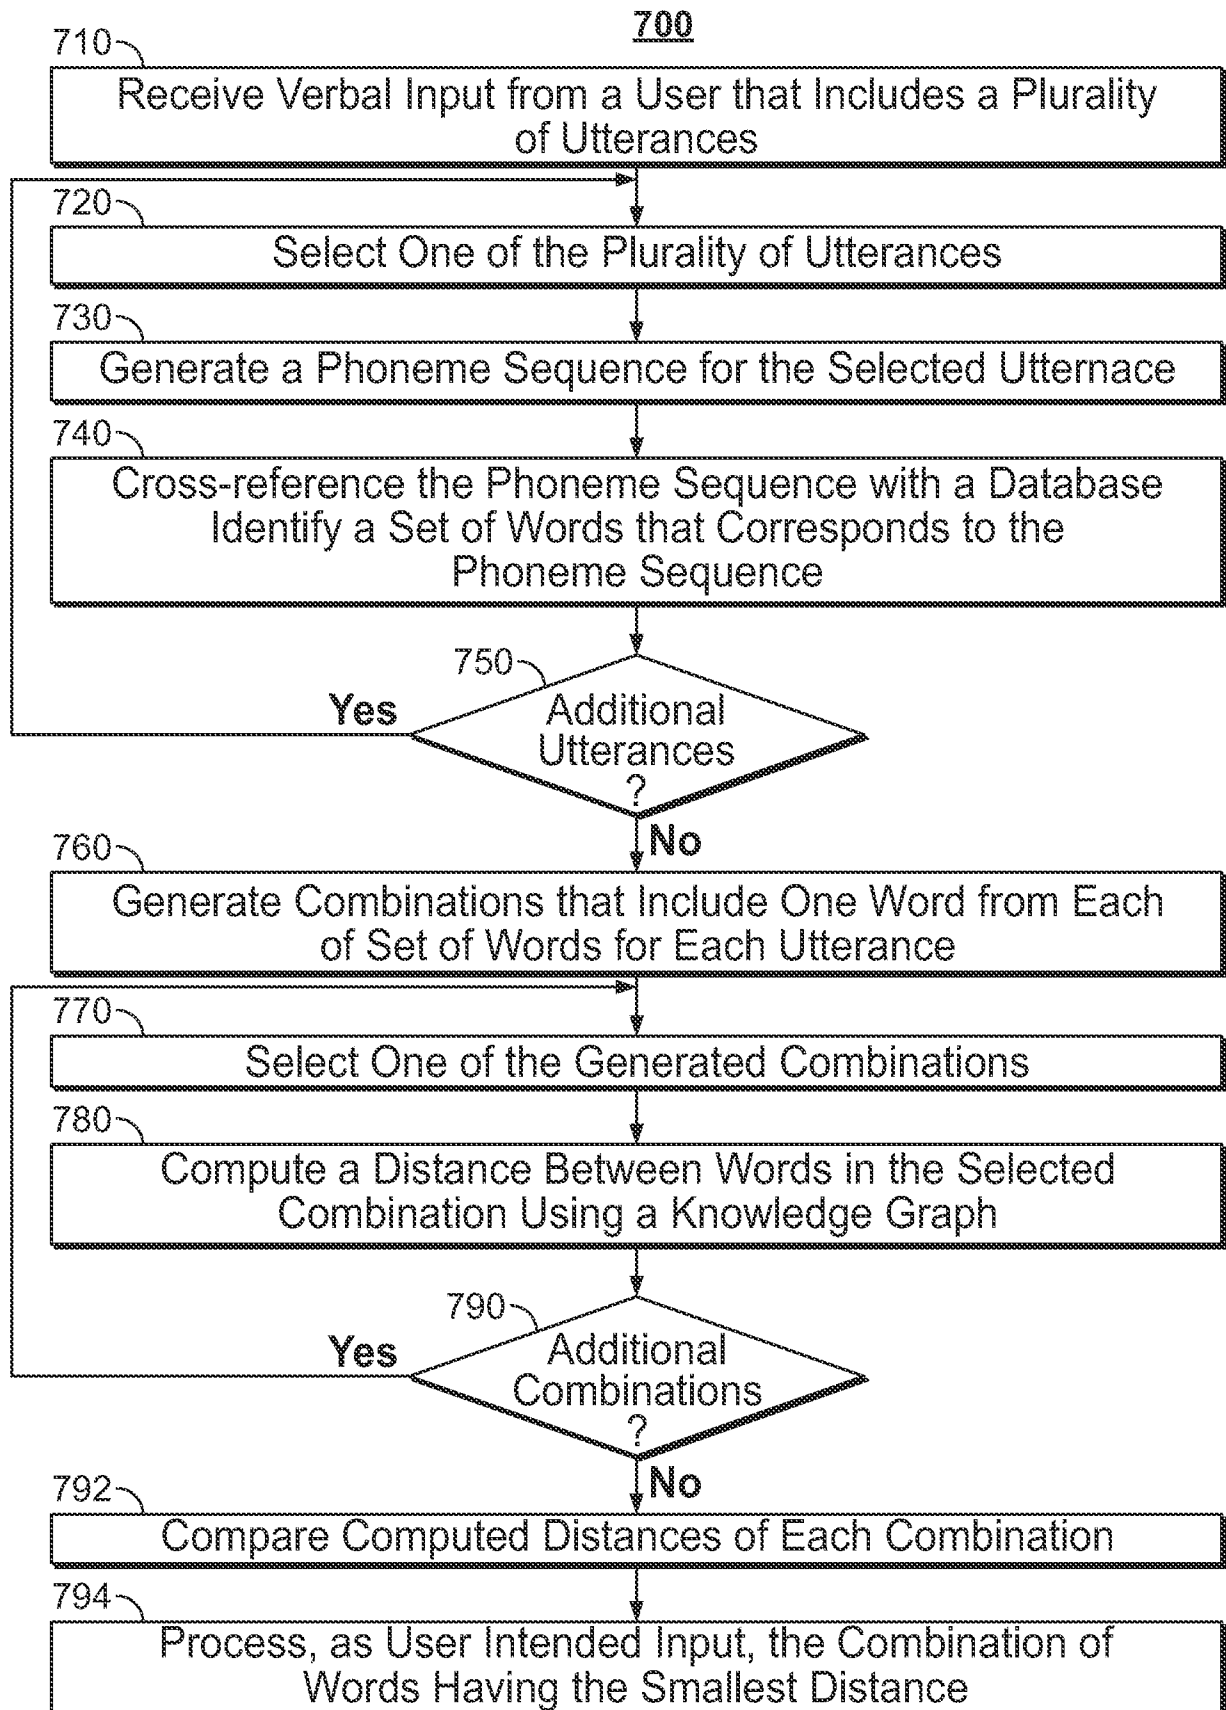 700
710
Receive Verbal Input from a User that Includes a Plurality
of Utterances
720
Select One of the Plurality of Utterances
730
Generate a Phoneme Sequence for the Selected Utternace
740
Cross-reference the Phoneme Sequence with a Database
Identify a Set of Words that Corresponds to the
Phoneme Sequence
750
Yes
Additional
Utterances
?
No
760
Generate Combinations that Include One Word from Each
of Set of Words for Each Utterance
770
Select One of the Generated Combinations
780
Compute a Distance Between Words in the Selected
Combination Using a Knowledge Graph
790
Yes
Additional
Combinations
?
No
792
Compare Computed Distances of Each Combination
794
Process, as User Intended Input, the Combination of
Words Having the Smallest Distance